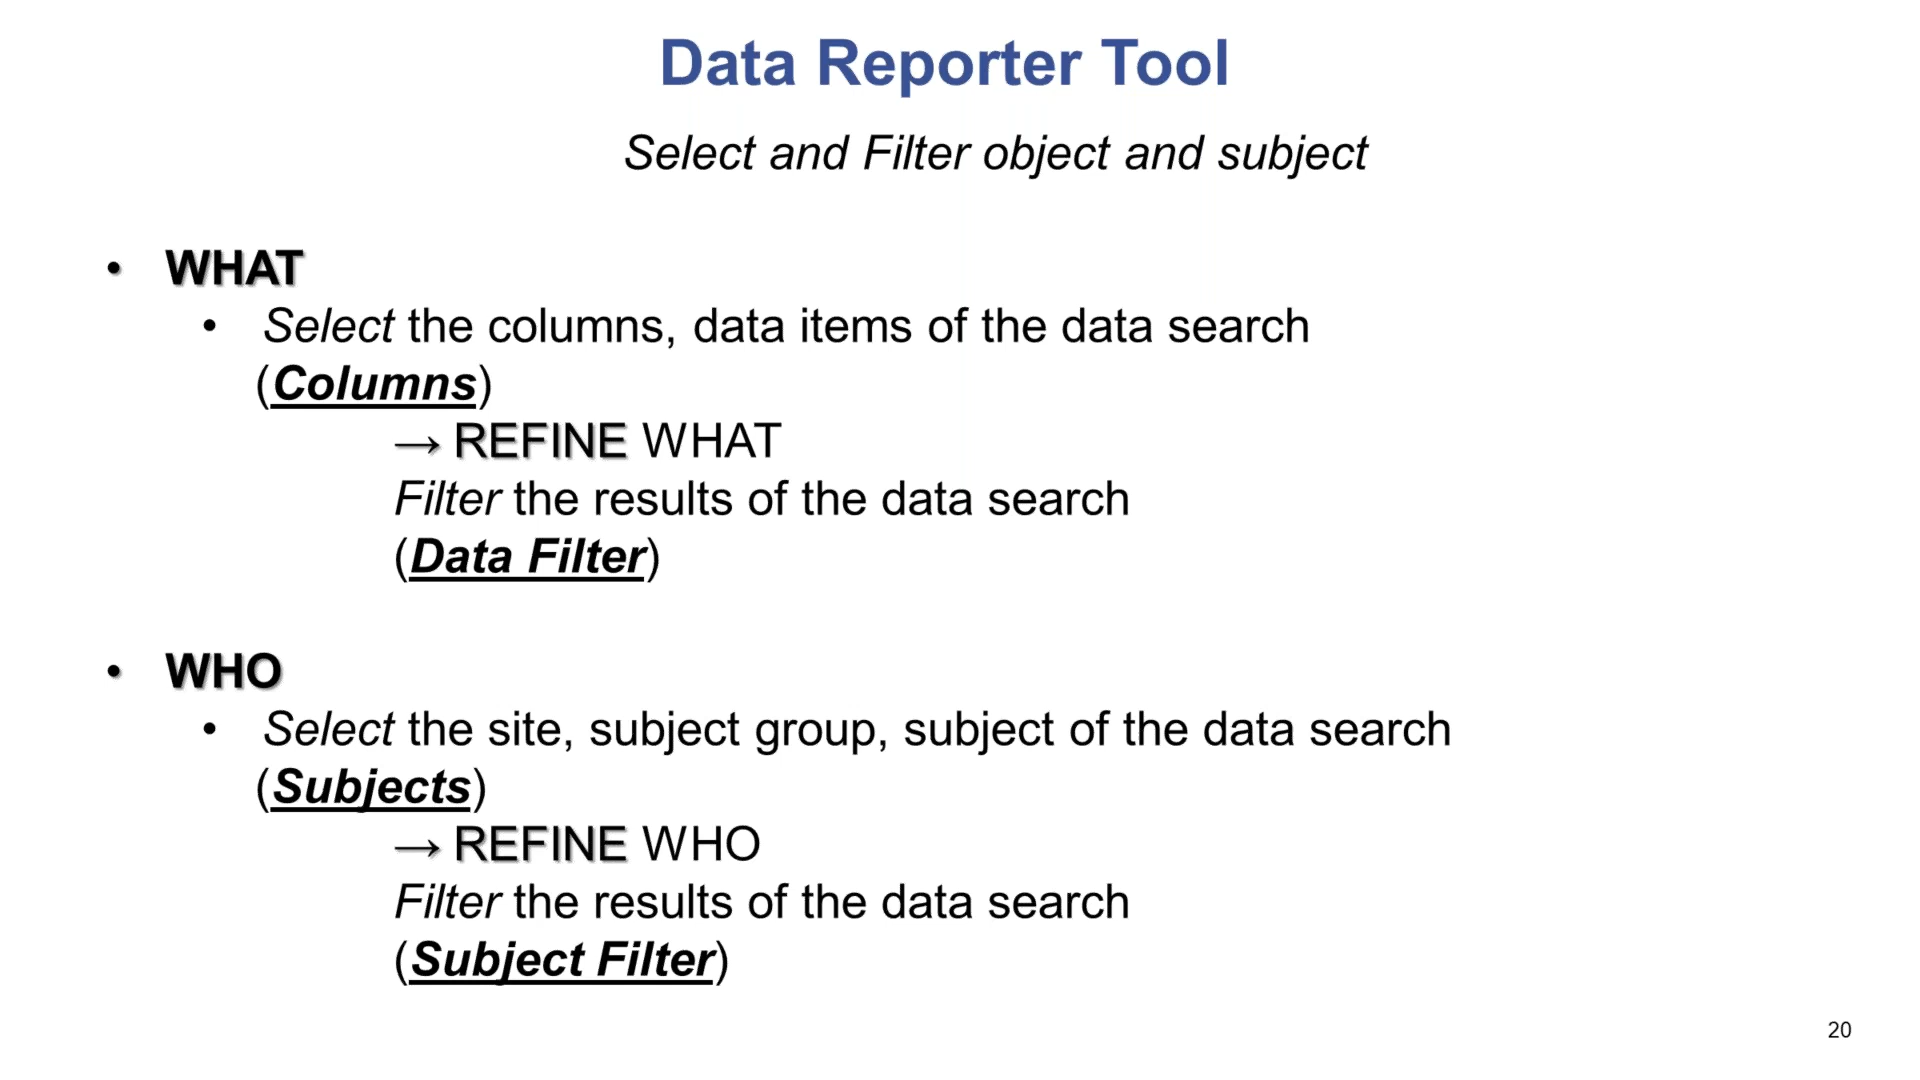 Data Reporter Tool
Select and Filter object and subject
• WHAT
• Select the columns, data items of the data search
(Columns)
→ REFINE WHAT
Filter the results of the data search
(Data Filter)
• WHO
• Select the site, subject group, subject of the data search
(Subjects)
→ REFINE WHO
Filter the results of the data search
(Subject Filter)
20